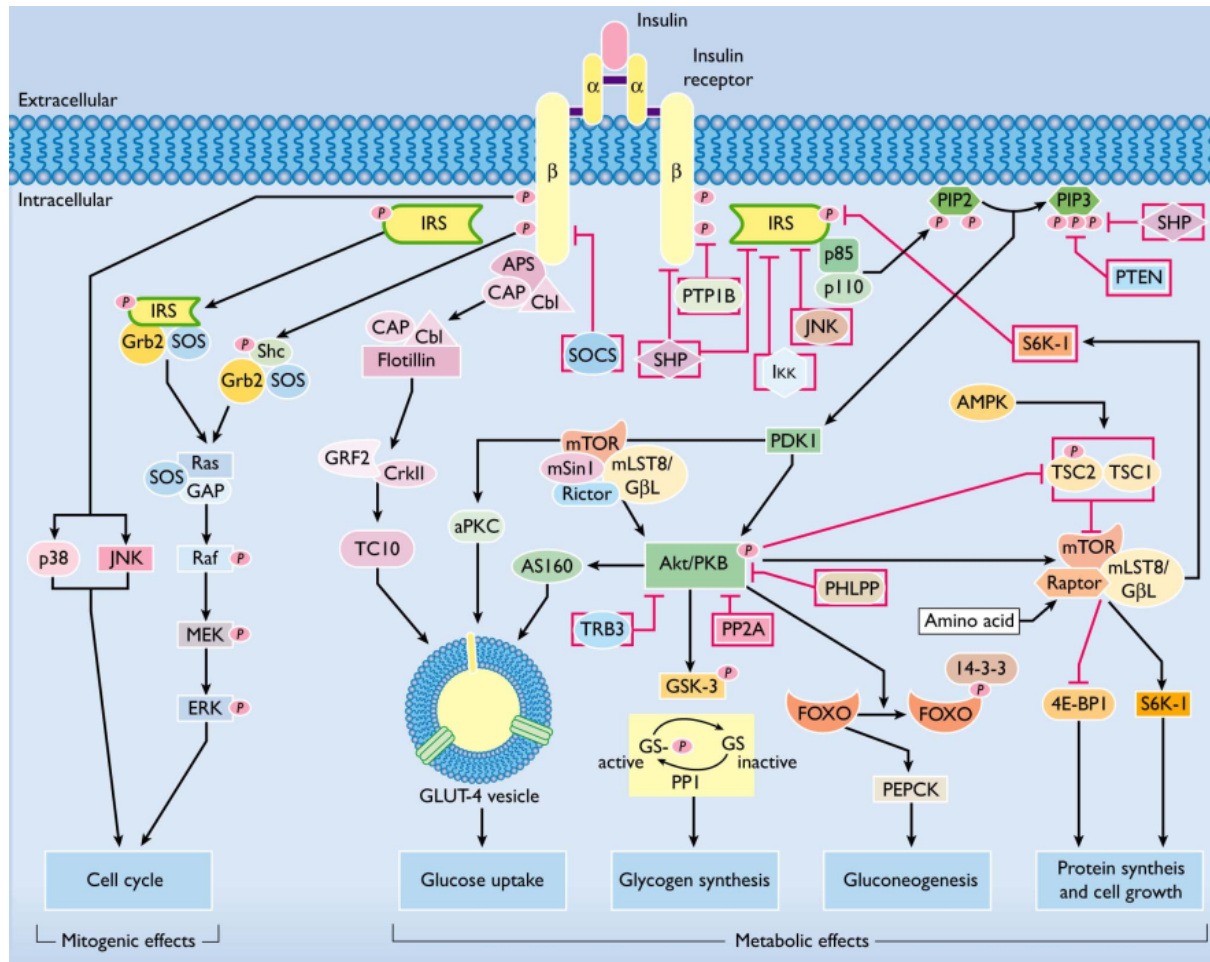 Insulin
Insulin
receptor
α
α
Extracellular
β
β
Intracellular
P
P
P
P
P
IRS
IRS
P
PIP2
P
P
PIP3
P
P
P
SHP
PTEN
p85
p110
APS
CAP
Cbl
PTP1B
JNK
SOCS
SHP
IKK
S6K-1
P
IRS
Grb2
SOS
P
Shc
Grb2
SOS
CAP
Cbl
Flotillin
AMPK
PDK1
mTOR
mSin1
mLST8/
GβL
Rictor
GRF2
CrkII
P
TSC2
TSC1
Ras
SOS
GAP
aPKC
p38
JNK
Raf
P
TC10
AS160
Akt/PKB
P
mTOR
mLST8/
GβL
Raptor
PHLPP
Amino acid
TRB3
PP2A
MEK
P
14-3-3
P
GSK-3
P
FOXO
FOXO
4E-BP1
S6K-1
ERK
P
GS-
P
GS
active
inactive
PP1
PEPCK
GLUT-4 vesicle
Cell cycle
Glucose uptake
Glycogen synthesis
Gluconeogenesis
Protein syntheis
and cell growth
Mitogenic effects
Metabolic effects